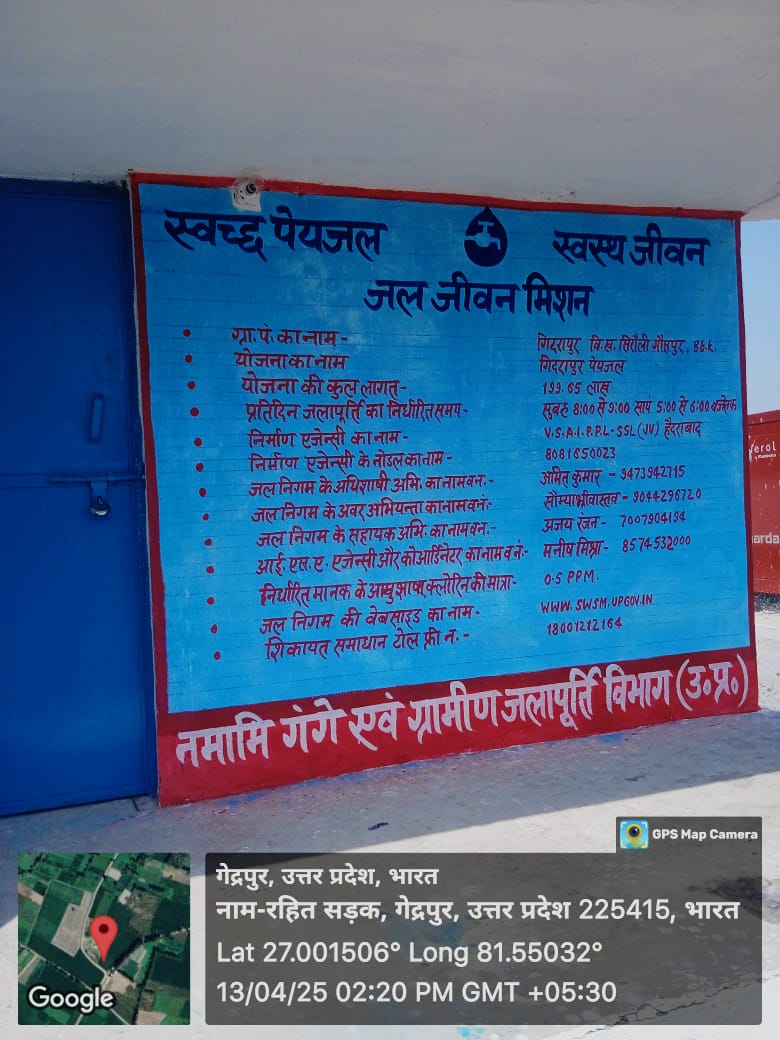 स्वच्छ पेयजल स्वस्थ जीवन
जल जीवन मिशन
ग्रा.पं. का नाम - गिदरापुर वि.ख. सिरौली गौसपुर, BbK.
योजना का नाम गिदरापुर पेयजल
योजना की कुल लागत- 199.65 लाख
प्रतिदिन जलापूर्ति का निर्धारित समय- सुबह 8:00 से 9:00 सायं 5:00 से 6:00 बजे तक
निर्माण एजेन्सी का नाम- V.S.A.I.P.P.L-SSL(JV) हैदराबाद
निर्माण एजेन्सी के नोडल का नाम- 8081650023
जल निगम के अधिशाषी अभि. का नाम व न.- अमित कुमार - 9473942715
जल निगम के अवर अभियन्ता का नाम व नं:- सौम्या श्रीवास्तव - 9044296720
जल निगम के सहायक अभि. का नाम व न.- अजय रंजन - 7007904194
आई. एस. ए. एजेन्सी और कोआर्डिनेटर का नाम व नं:- मनीष मिश्रा- 8574532000
निर्धारित मानक के क्लोरिन की मात्रा- 0.5 PPM.
जल निगम की वेबसाइड का नाम- WWW.SWSM.UPGOV.IN
शिकायत समाधान टोल फ्री न.- 18001212164
नमामि गंगे एवं ग्रामीण जलापूर्ति विभाग (उ०प्र०)
GPS Map Camera
गेद्रपुर, उत्तर प्रदेश, भारत
नाम-रहित सड़क, गेद्रपुर, उत्तर प्रदेश 225415, भारत
Lat 27.001506° Long 81.55032°
13/04/25 02:20 PM GMT +05:30
Google